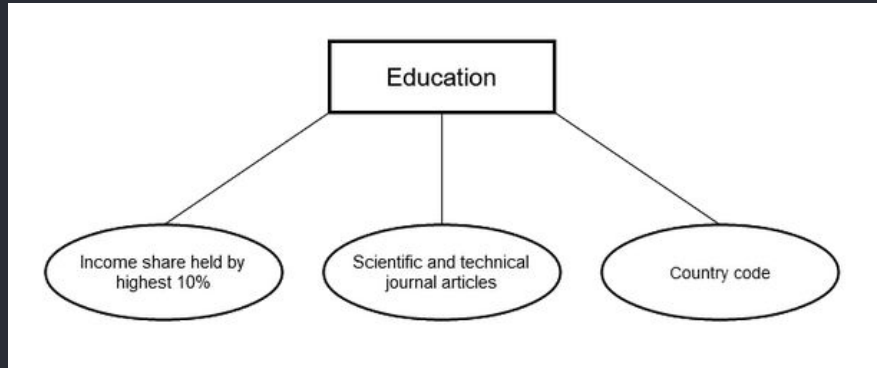 Education
Income share held by
highest 10%
Scientific and technical
journal articles
Country code